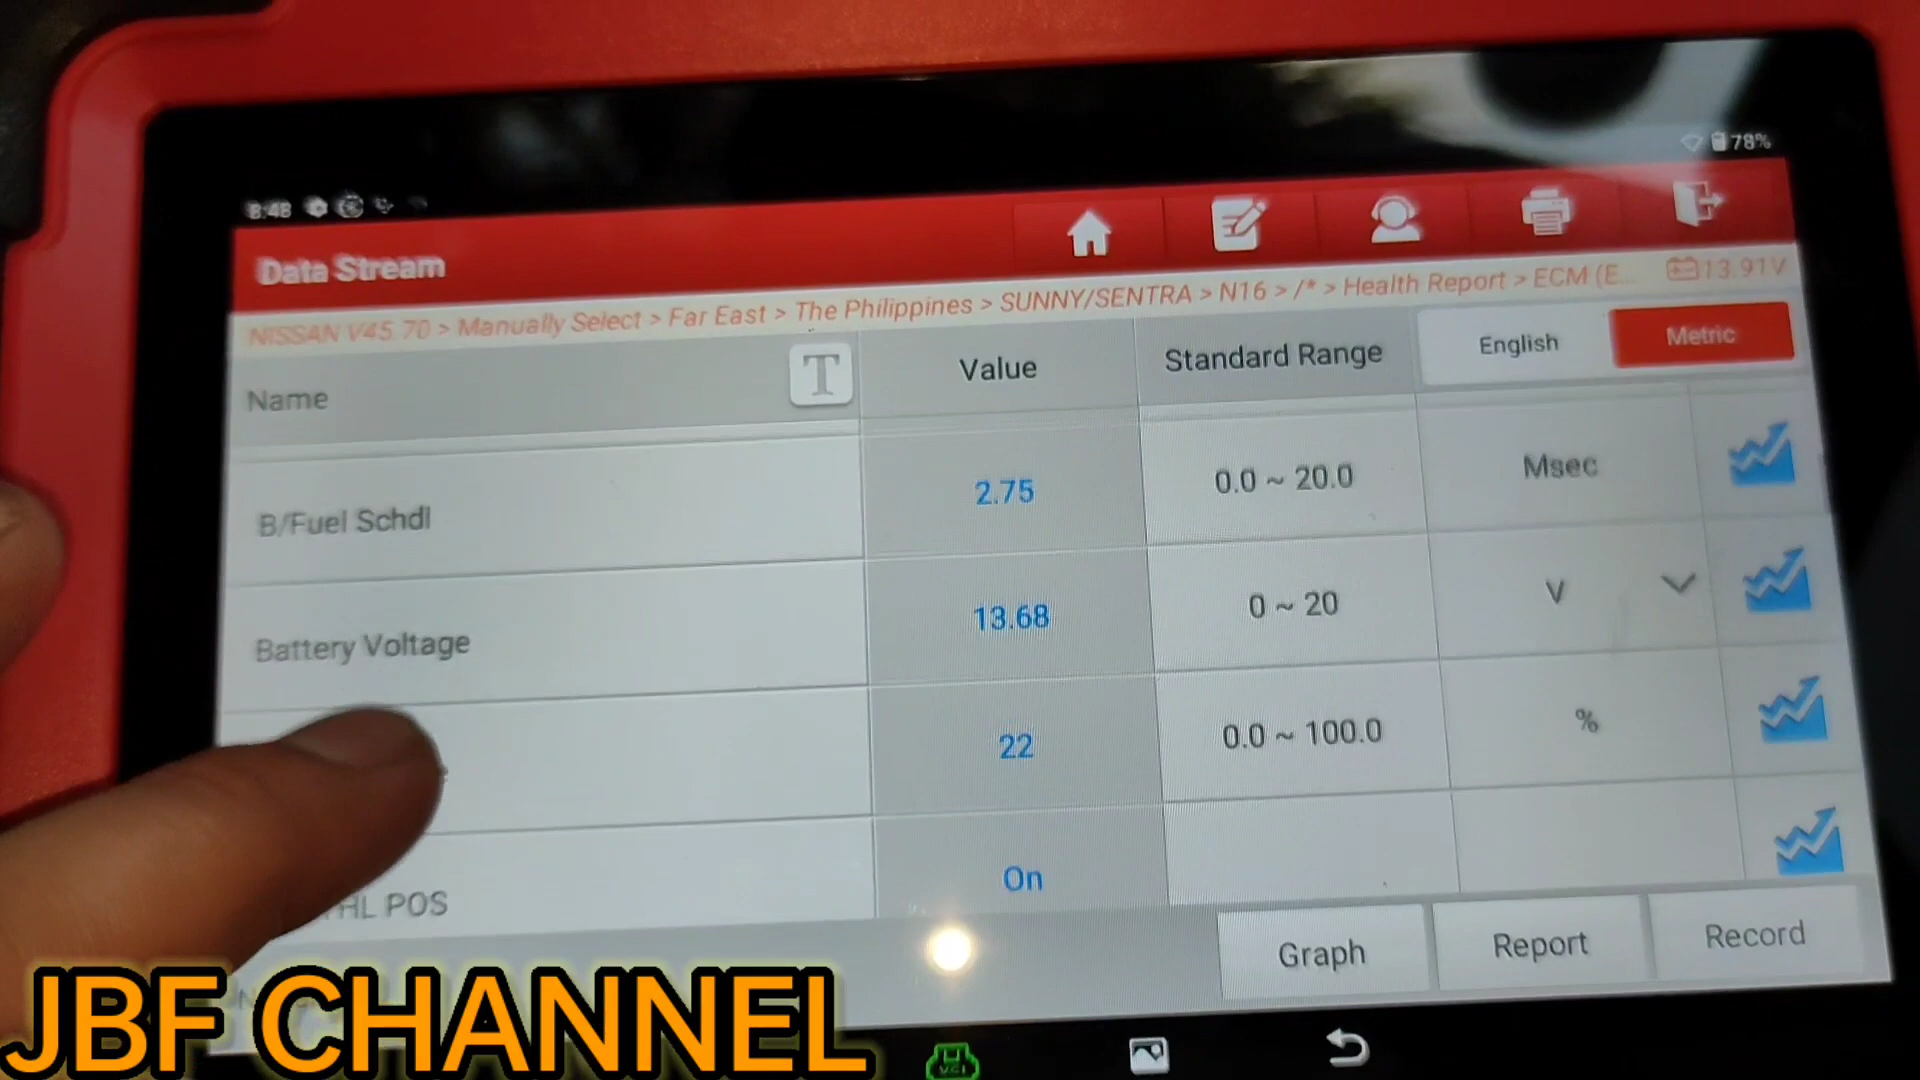 8:48
78%
Data Stream
NISSAN V45.70 > Manually Select > Far East > The Philippines > SUNNY/SENTRA > N16 > /* > Health Report > ECM (E...
13.91V
Name
T
Value
Standard Range
English
Metric
B/Fuel Schdl
2.75
0.0 ~ 20.0
Msec
Battery Voltage
13.68
0 ~ 20
V
22
0.0 ~ 100.0
%
HL POS
On
Graph
Report
Record
VCI
JBF CHANNEL